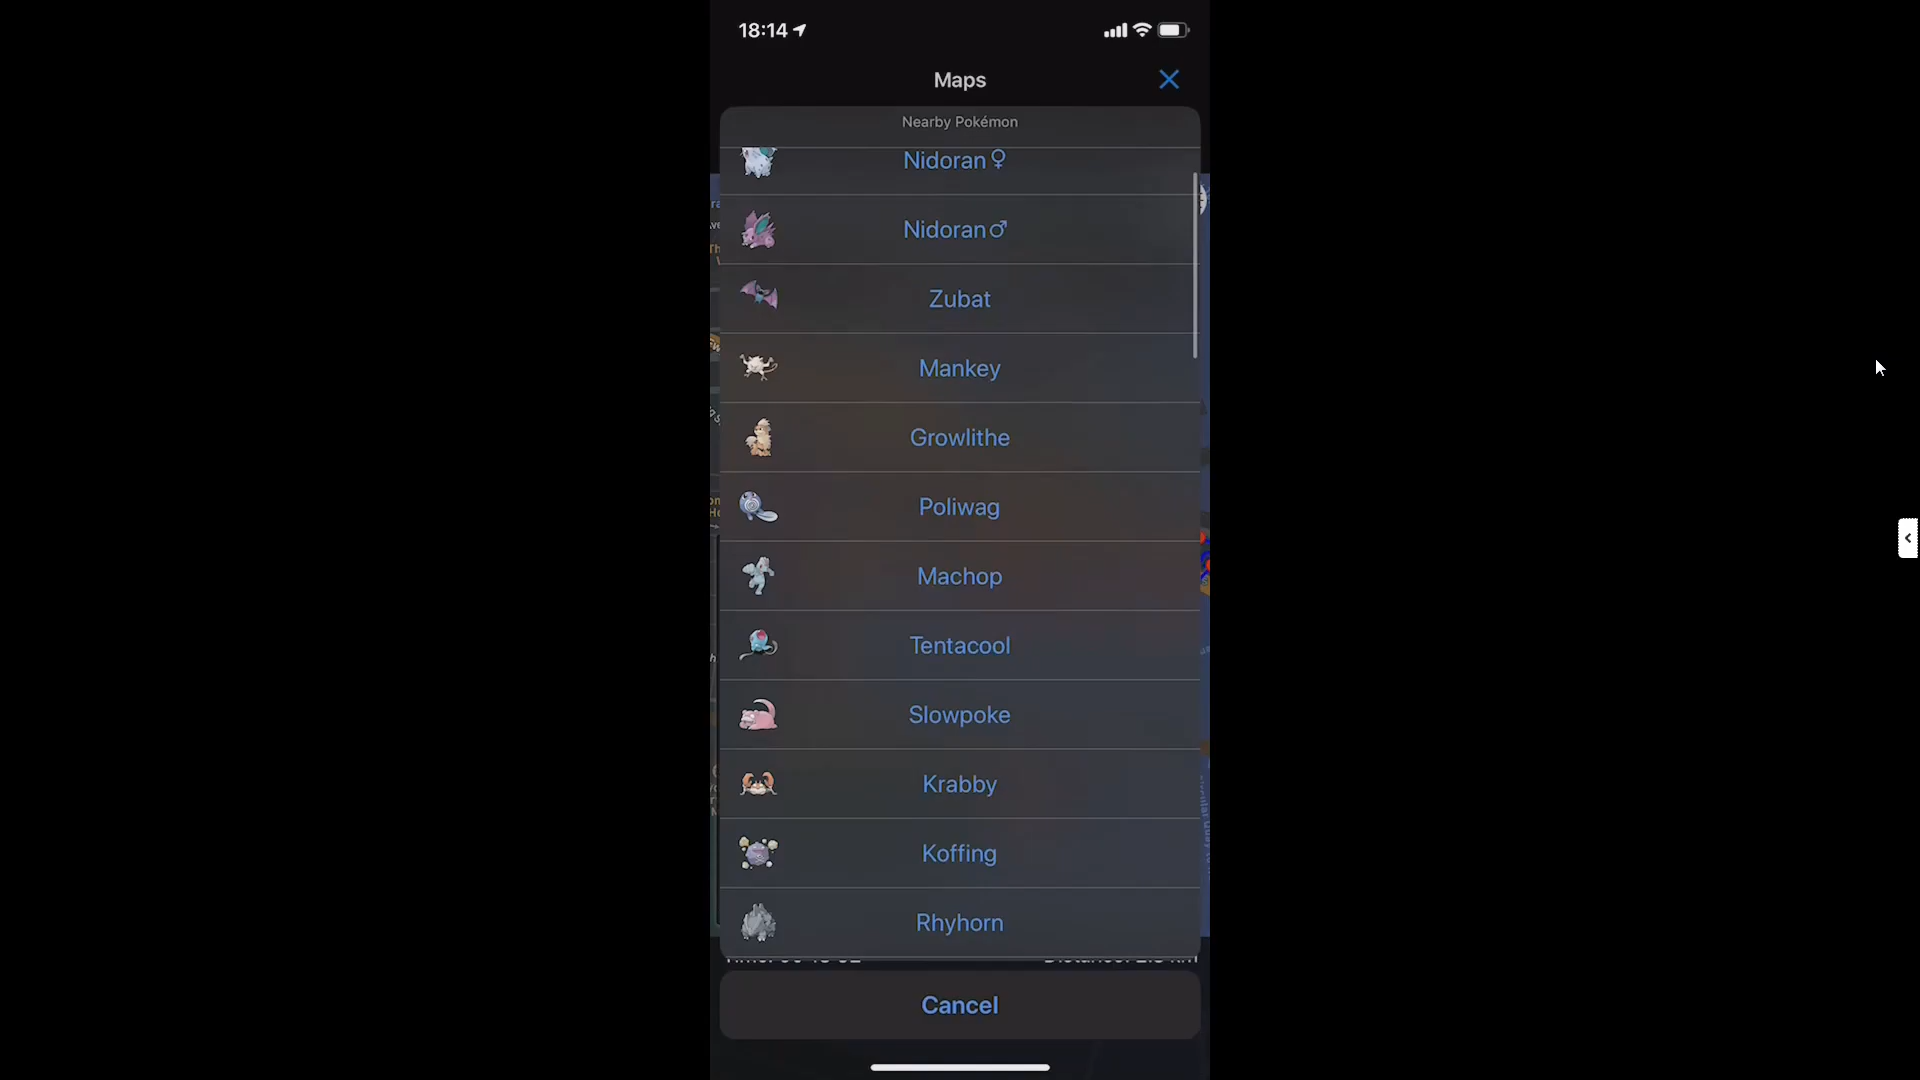 18:14
Maps
Nearby Pokémon
Nidoran♀
Nidoran♂
Zubat
Mankey
Growlithe
Poliwag
Machop
Tentacool
Slowpoke
Krabby
Koffing
Rhyhorn
Cancel